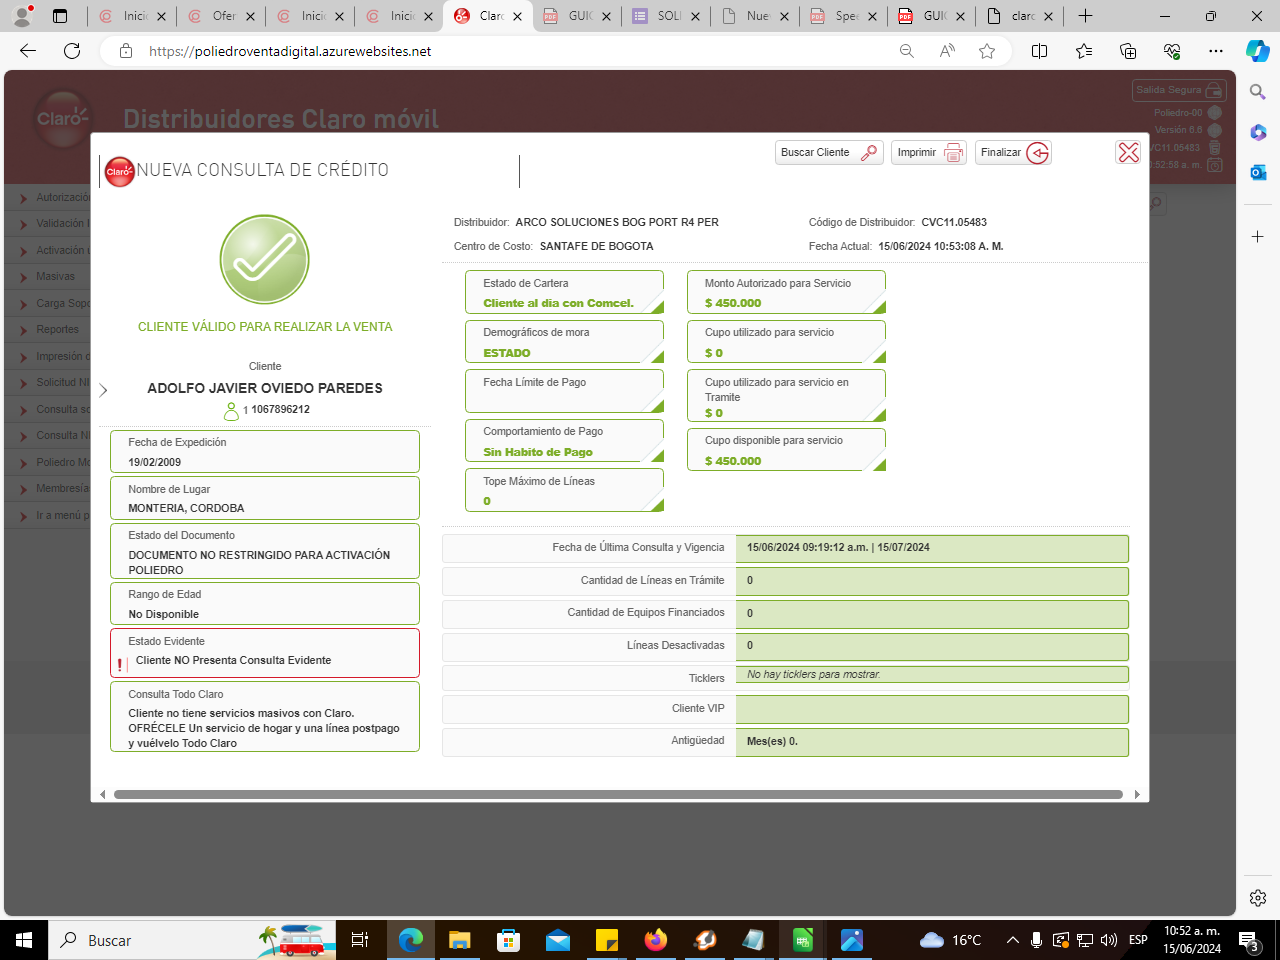 Inicio
Ofer
Inicio
Inicio
Claro
GUIO
SOLI
Nuev
Spee
GUIO
claro
https://poliedroventadigital.azurewebsites.net
Claro
Distribuidores Claro móvil
Salida Segura
Poliedro-00
Versión 6.6
VC11.05483
0:52:58 a. m.
NUEVA CONSULTA DE CRÉDITO
Buscar Cliente
Imprimir
Finalizar
Autorización
Validación
Activación
Masivas
Carga Sopo
Reportes
Impresión d
Solicitud NI
Consulta so
Consulta NI
Poliedro Mo
Membresía
Ir a menú p
CLIENTE VÁLIDO PARA REALIZAR LA VENTA
Cliente
ADOLFO JAVIER OVIEDO PAREDES
1 1067896212
Fecha de Expedición
19/02/2009
Nombre de Lugar
MONTERIA, CORDOBA
Estado del Documento
DOCUMENTO NO RESTRINGIDO PARA ACTIVACIÓN
POLIEDRO
Rango de Edad
No Disponible
Estado Evidente
! Cliente NO Presenta Consulta Evidente
Consulta Todo Claro
Cliente no tiene servicios masivos con Claro.
OFRÉCELE Un servicio de hogar y una línea postpago
y vuélvelo Todo Claro
Distribuidor: ARCO SOLUCIONES BOG PORT R4 PER
Código de Distribuidor: CVC11.05483
Centro de Costo: SANTAFE DE BOGOTA
Fecha Actual: 15/06/2024 10:53:08 A. M.
Estado de Cartera
Cliente al dia con Comcel.
Demográficos de mora
ESTADO
Fecha Límite de Pago
Comportamiento de Pago
Sin Habito de Pago
Tope Máximo de Líneas
0
Monto Autorizado para Servicio
$ 450.000
Cupo utilizado para servicio
$ 0
Cupo utilizado para servicio en
Tramite
$ 0
Cupo disponible para servicio
$ 450.000
Fecha de Última Consulta y Vigencia 15/06/2024 09:19:12 a.m. | 15/07/2024
Cantidad de Líneas en Trámite 0
Cantidad de Equipos Financiados 0
Líneas Desactivadas 0
Ticklers No hay ticklers para mostrar.
Cliente VIP
Antigüedad Mes(es) 0.
Buscar
16°C
ESP
10:52 a. m.
15/06/2024
3